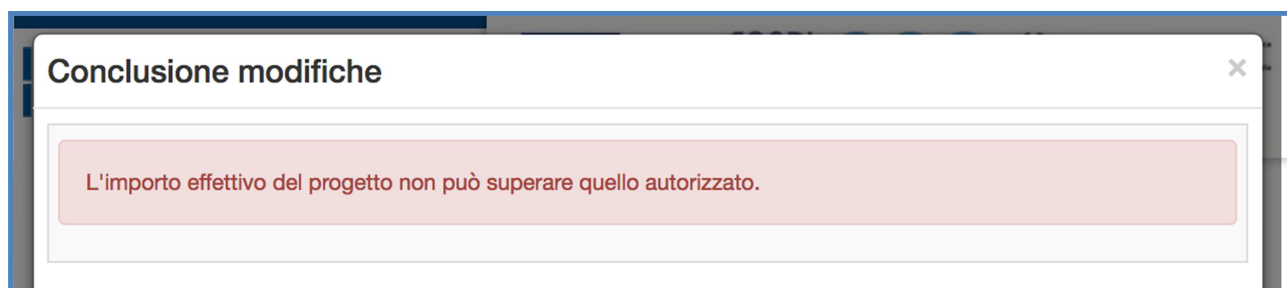 Conclusione modifiche ×
L'importo effettivo del progetto non può superare quello autorizzato.